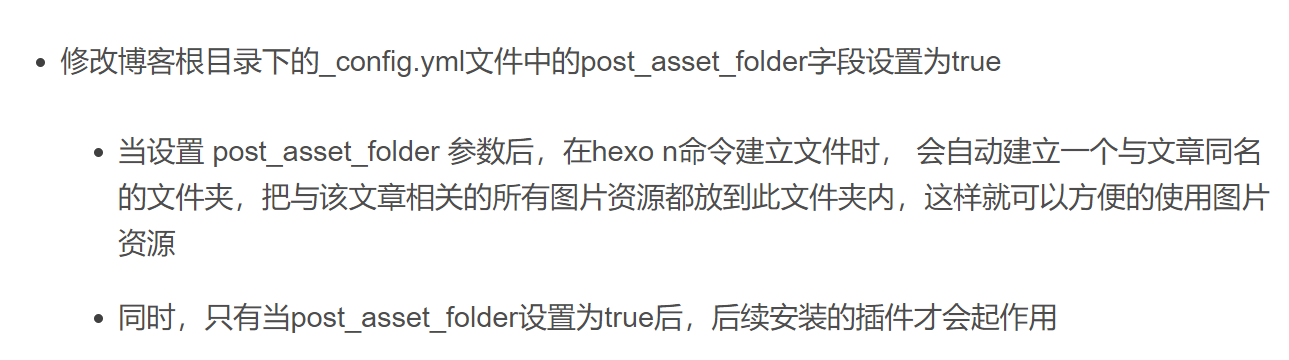 修改博客根目录下的_config.yml文件中的post_asset_folder字段设置为true
当设置 post_asset_folder 参数后，在hexo n命令建立文件时， 会自动建立一个与文章同名
的文件夹，把与该文章相关的所有图片资源都放到此文件夹内，这样就可以方便的使用图片
资源
同时，只有当post_asset_folder设置为true后，后续安装的插件才会起作用